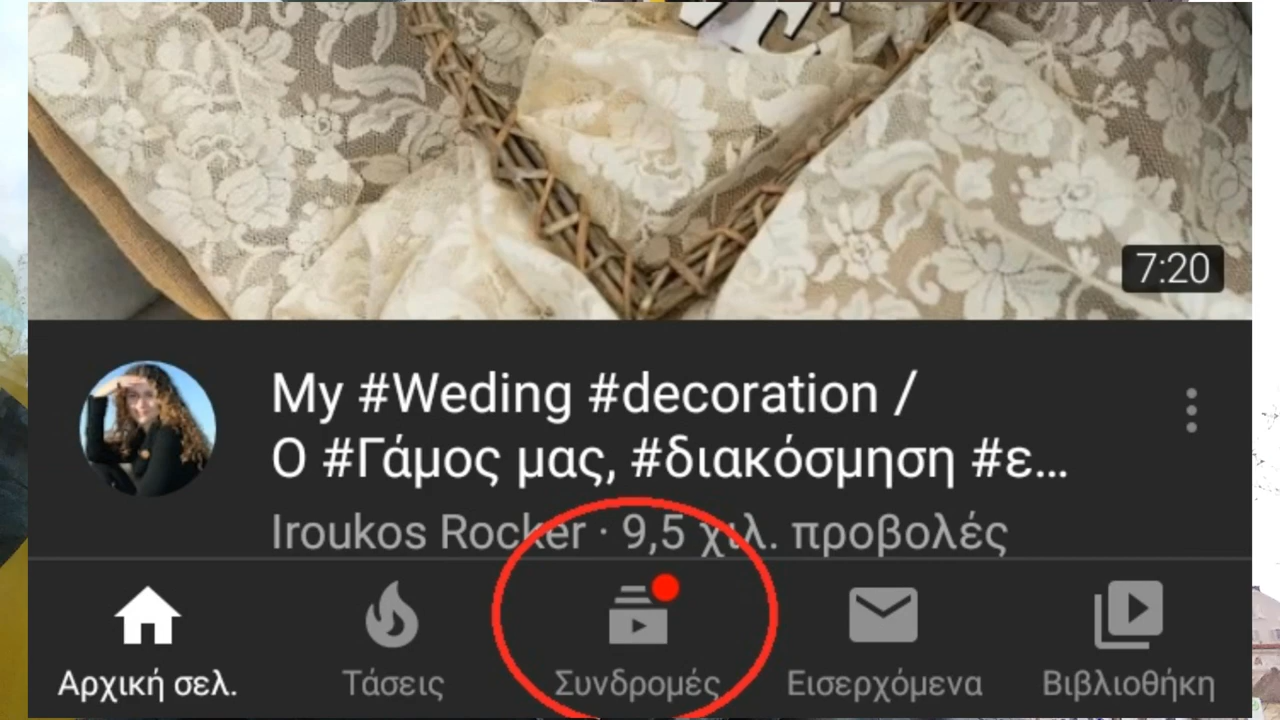 7:20
My #Weding #decoration /
Ο #Γάμος μας, #διακόσμηση #ε...
Iroukos Rocker · 9,5 χιλ. προβολές
Αρχική σελ. Τάσεις Συνδρομές Εισερχόμενα Βιβλιοθήκη